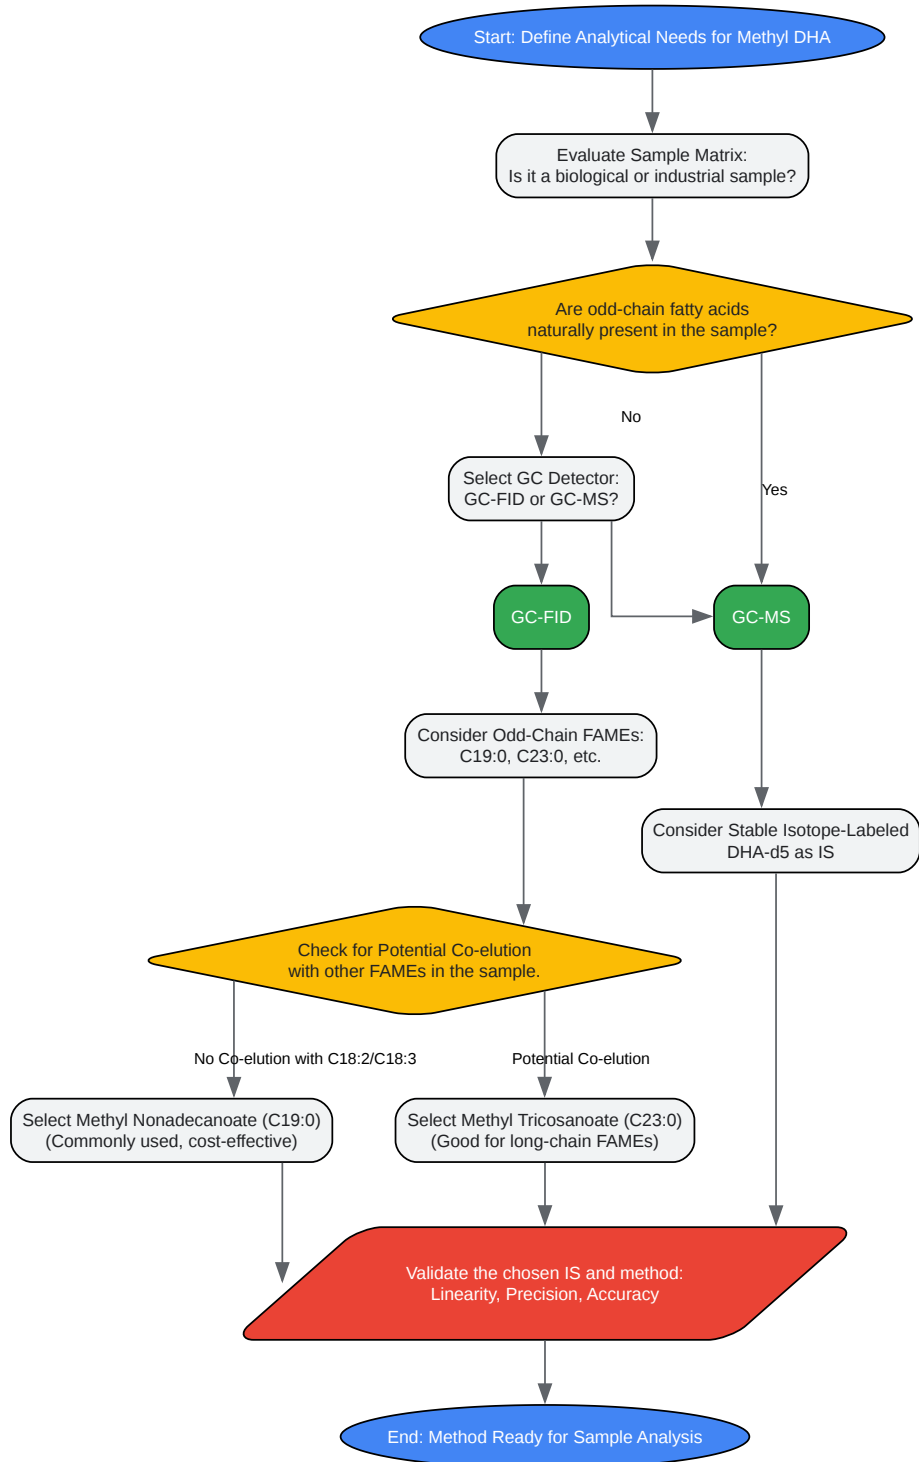 Start: Define Analytical Needs for Methyl DHA
Evaluate Sample Matrix:
Is it a biological or industrial sample?
Are odd-chain fatty acids
naturally present in the sample?
No
Select GC Detector:
GC-FID or GC-MS?
Yes
GC-FID
GC-MS
Consider Odd-Chain FAMEs:
C19:0, C23:0, etc.
Consider Stable Isotope-Labeled
DHA-d5 as IS
Check for Potential Co-elution
with other FAMEs in the sample.
No Co-elution with C18:2/C18:3
Potential Co-elution
Select Methyl Nonadecanoate (C19:0)
(Commonly used, cost-effective)
Select Methyl Tricosanoate (C23:0)
(Good for long-chain FAMEs)
Validate the chosen IS and method:
Linearity, Precision, Accuracy
End: Method Ready for Sample Analysis